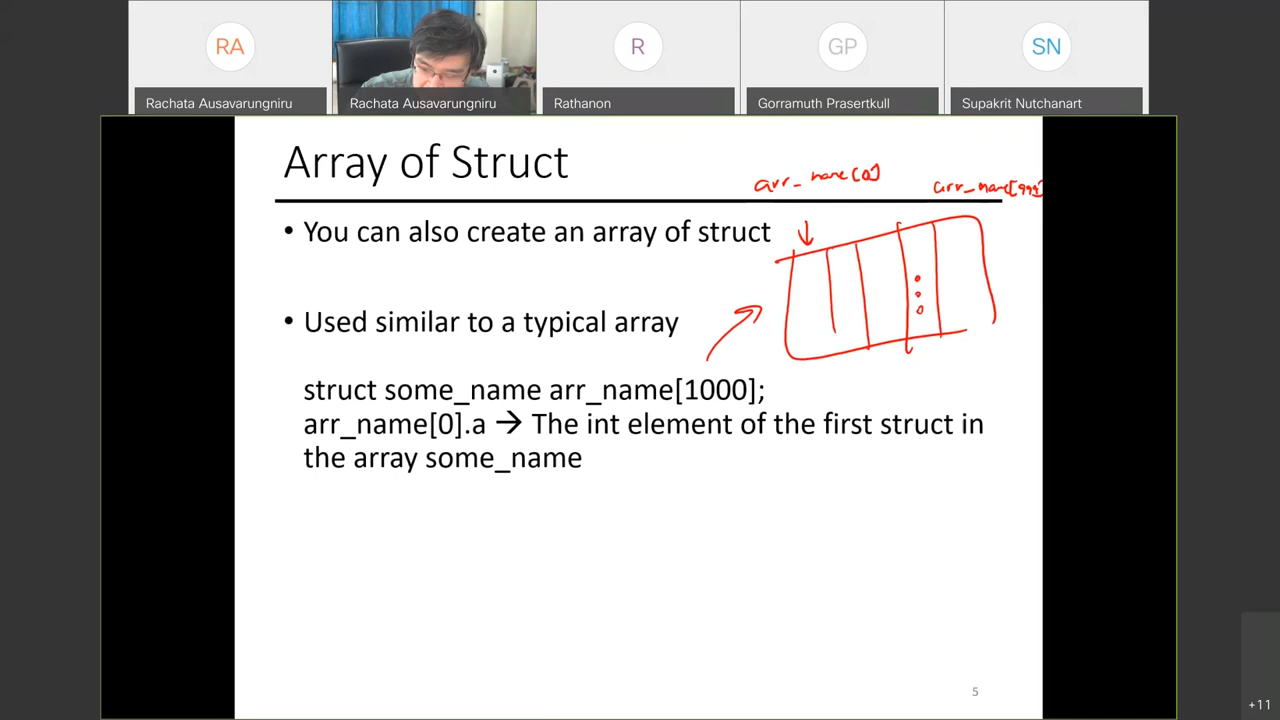 RA
R
GP
SN
Rachata Ausavarungniru
Rachata Ausavarungniru
Rathanon
Gorramuth Prasertkull
Supakrit Nutchanart
Array of Struct
arr_name[0]
arr_name[999]
• You can also create an array of struct
• Used similar to a typical array
struct some_name arr_name[1000];
arr_name[0].a → The int element of the first struct in
the array some_name
5
+11